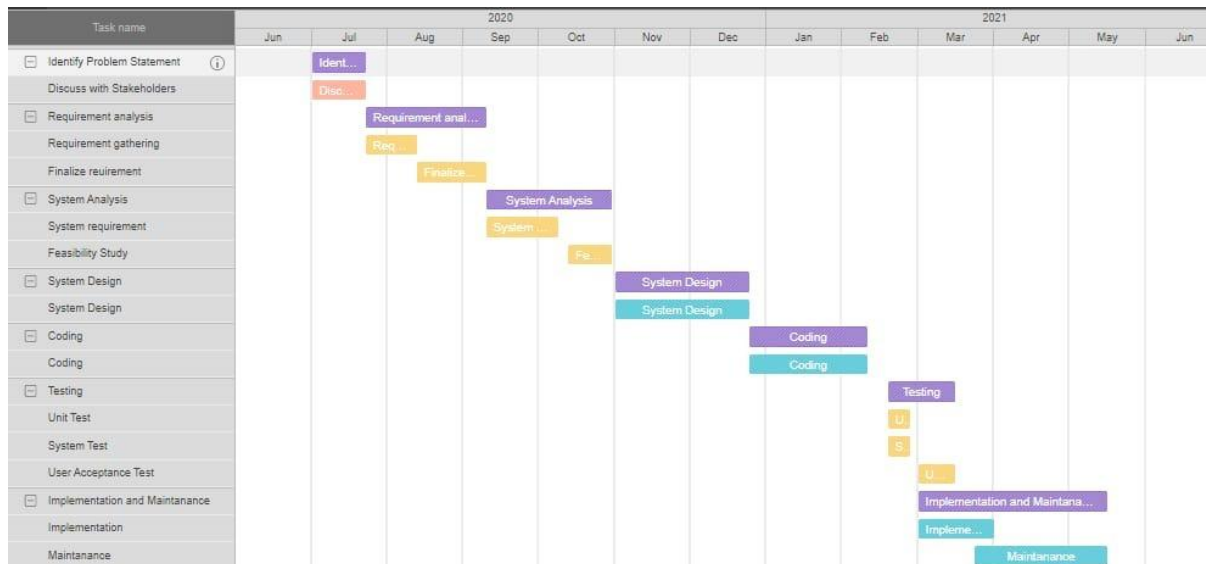 Task name
2020 2021
Jun Jul Aug Sep Oct Nov Dec Jan Feb Mar Apr May Jun
Identify Problem Statement Ident...
Discuss with Stakeholders Disc...
Requirement analysis Requirement anal...
Requirement gathering Req...
Finalize reuirement Finalize...
System Analysis System Analysis
System requirement System ...
Feasibility Study Fe...
System Design System Design
System Design System Design
Coding Coding
Coding Coding
Testing Testing
Unit Test U
System Test S
User Acceptance Test U...
Implementation and Maintanance Implementation and Maintana...
Implementation Impleme...
Maintanance Maintanance